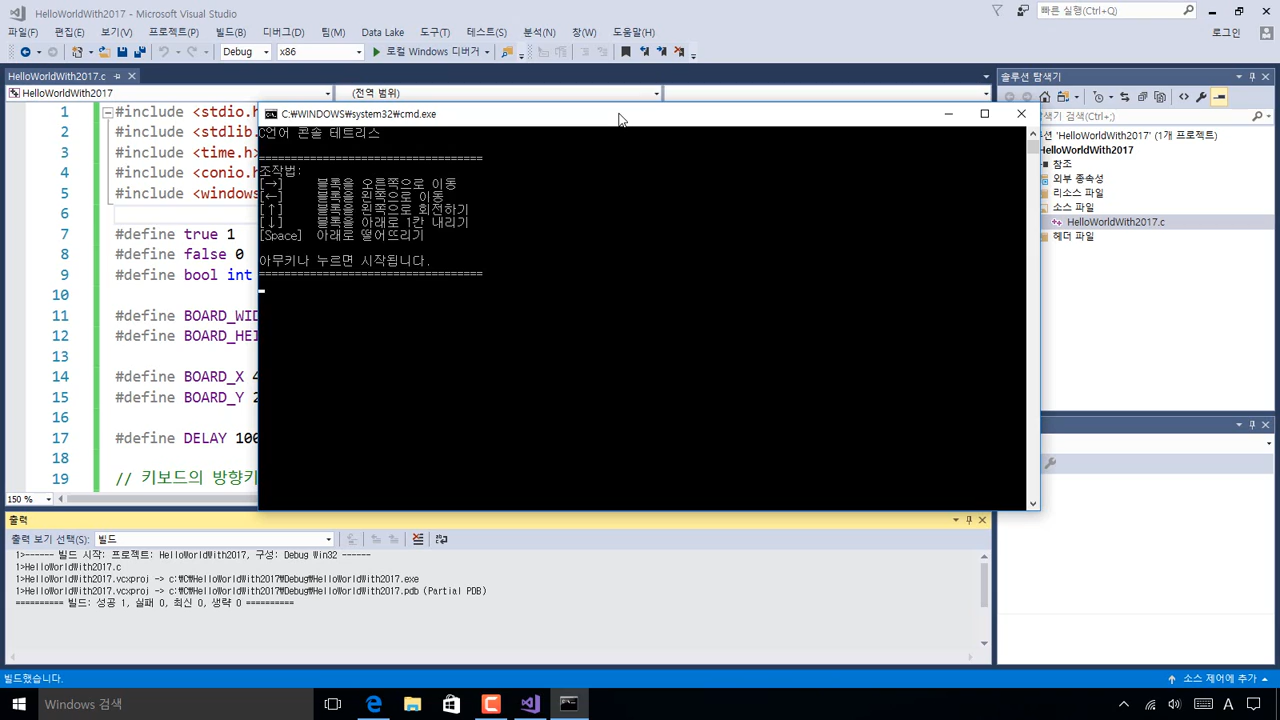 HelloWorldWith2017 - Microsoft Visual Studio
빠른 실행(Ctrl+Q)
파일(F) 편집(E) 보기(V) 프로젝트(P) 빌드(B) 디버그(D) 팀(M) Data Lake 도구(T) 테스트(S) 분석(N) 창(W) 도움말(H)
로그인
Debug x86 로컬 Windows 디버거
HelloWorldWith2017.c
솔루션 탐색기
HelloWorldWith2017 (전역 범위)
C:₩WINDOWS₩system32₩cmd.exe
C언어 콘솔 테트리스
==================================
조작법:
[→] 블록을 오른쪽으로 이동
[←] 블록을 왼쪽으로 이동
[↑] 블록을 왼쪽으로 회전하기
[↓] 블록을 아래로 1칸 내리기
[Space] 아래로 떨어뜨리기
아무키나 누르면 시작됩니다.
==================================
1 #include <stdio.h
2 #include <stdlib.
3 #include <time.h>
4 #include <conio.h
5 #include <windows
6
7 #define true 1
8 #define false 0
9 #define bool int
10
11 #define BOARD_WID
12 #define BOARD_HEI
13
14 #define BOARD_X 4
15 #define BOARD_Y 2
16
17 #define DELAY 100
18
19 // 키보드의 방향키
150 %
탐색기 검색(Ctrl+;)
션 'HelloWorldWith2017' (1개 프로젝트)
HelloWorldWith2017
참조
외부 종속성
리소스 파일
소스 파일
HelloWorldWith2017.c
헤더 파일
출력
출력 보기 선택(S): 빌드
1>------ 빌드 시작: 프로젝트: HelloWorldWith2017, 구성: Debug Win32 ------
1>HelloWorldWith2017.c
1>HelloWorldWith2017.vcxproj -> c:₩C₩HelloWorldWith2017₩Debug₩HelloWorldWith2017.exe
1>HelloWorldWith2017.vcxproj -> c:₩C₩HelloWorldWith2017₩Debug₩HelloWorldWith2017.pdb (Partial PDB)
========== 빌드: 성공 1, 실패 0, 최신 0, 생략 0 ==========
빌드했습니다.
소스 제어에 추가
Windows 검색
A